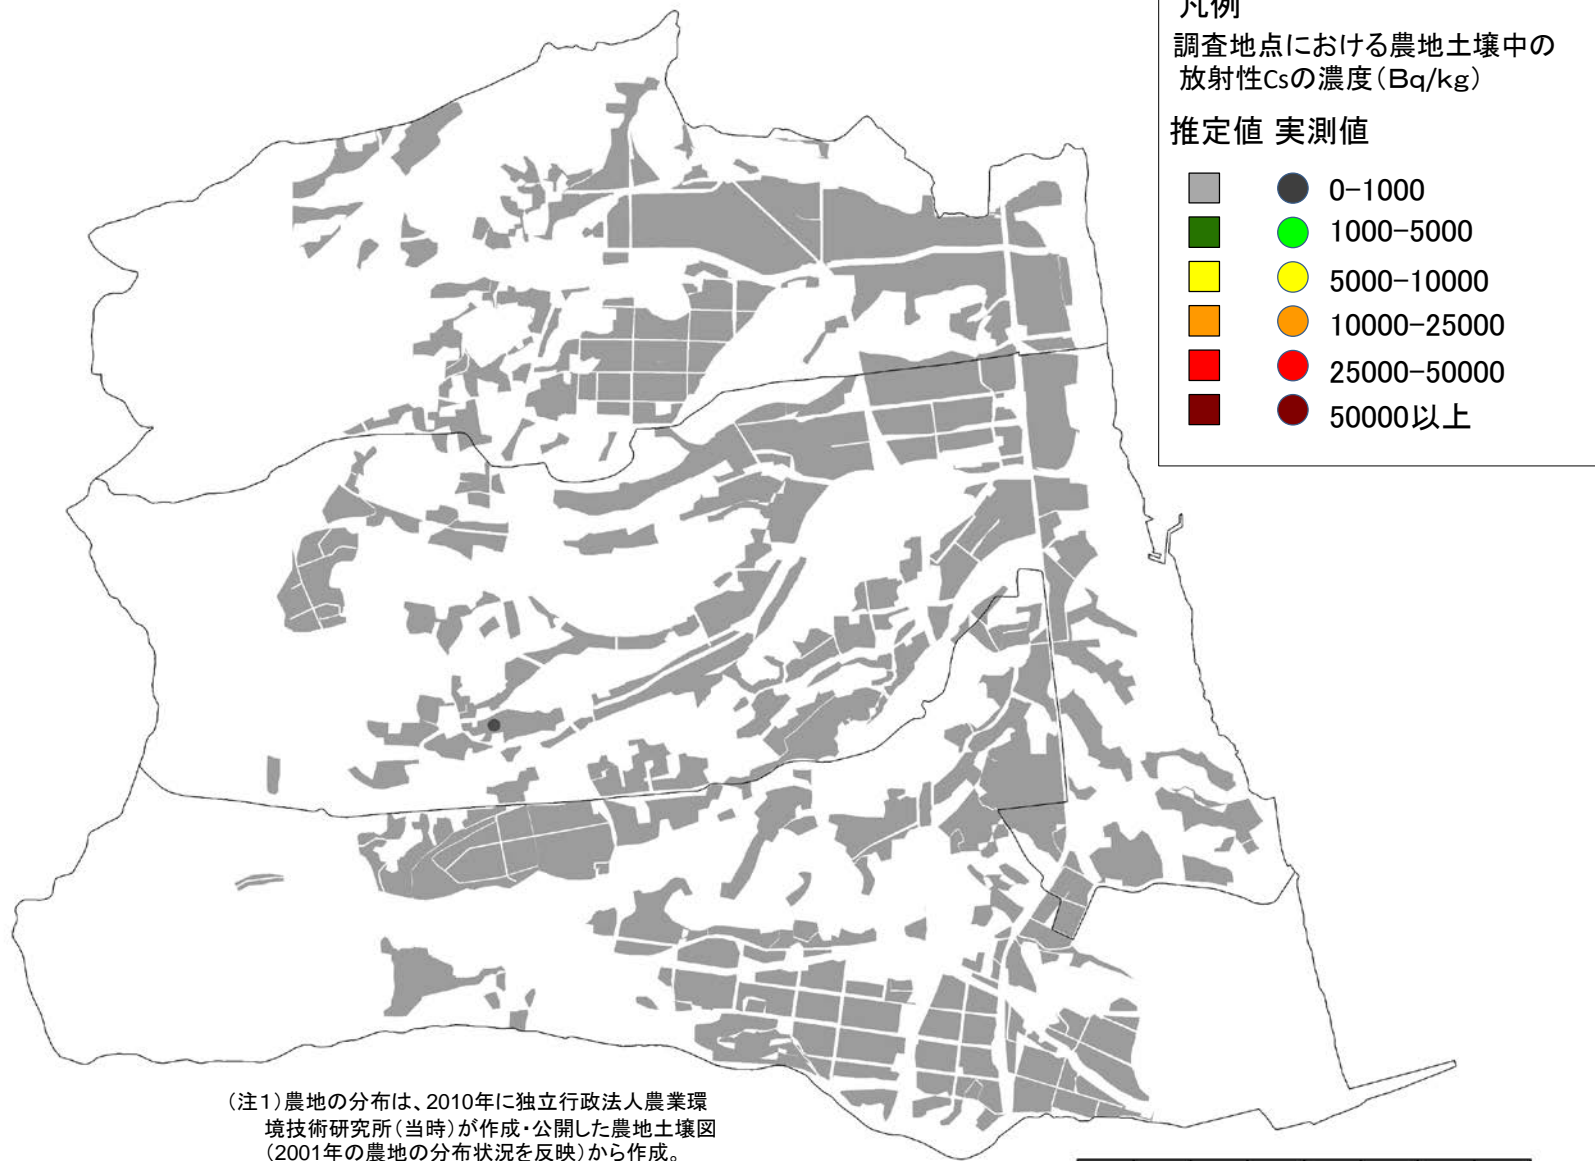 凡例
調査地点における農地土壌中の
放射性Csの濃度(Bq/kg)
推定値 実測値
0-1000
1000-5000
5000-10000
10000-25000
25000-50000
50000以上
(注1)農地の分布は、2010年に独立行政法人農業環
境技術研究所(当時)が作成・公開した農地土壌図
(2001年の農地の分布状況を反映)から作成。